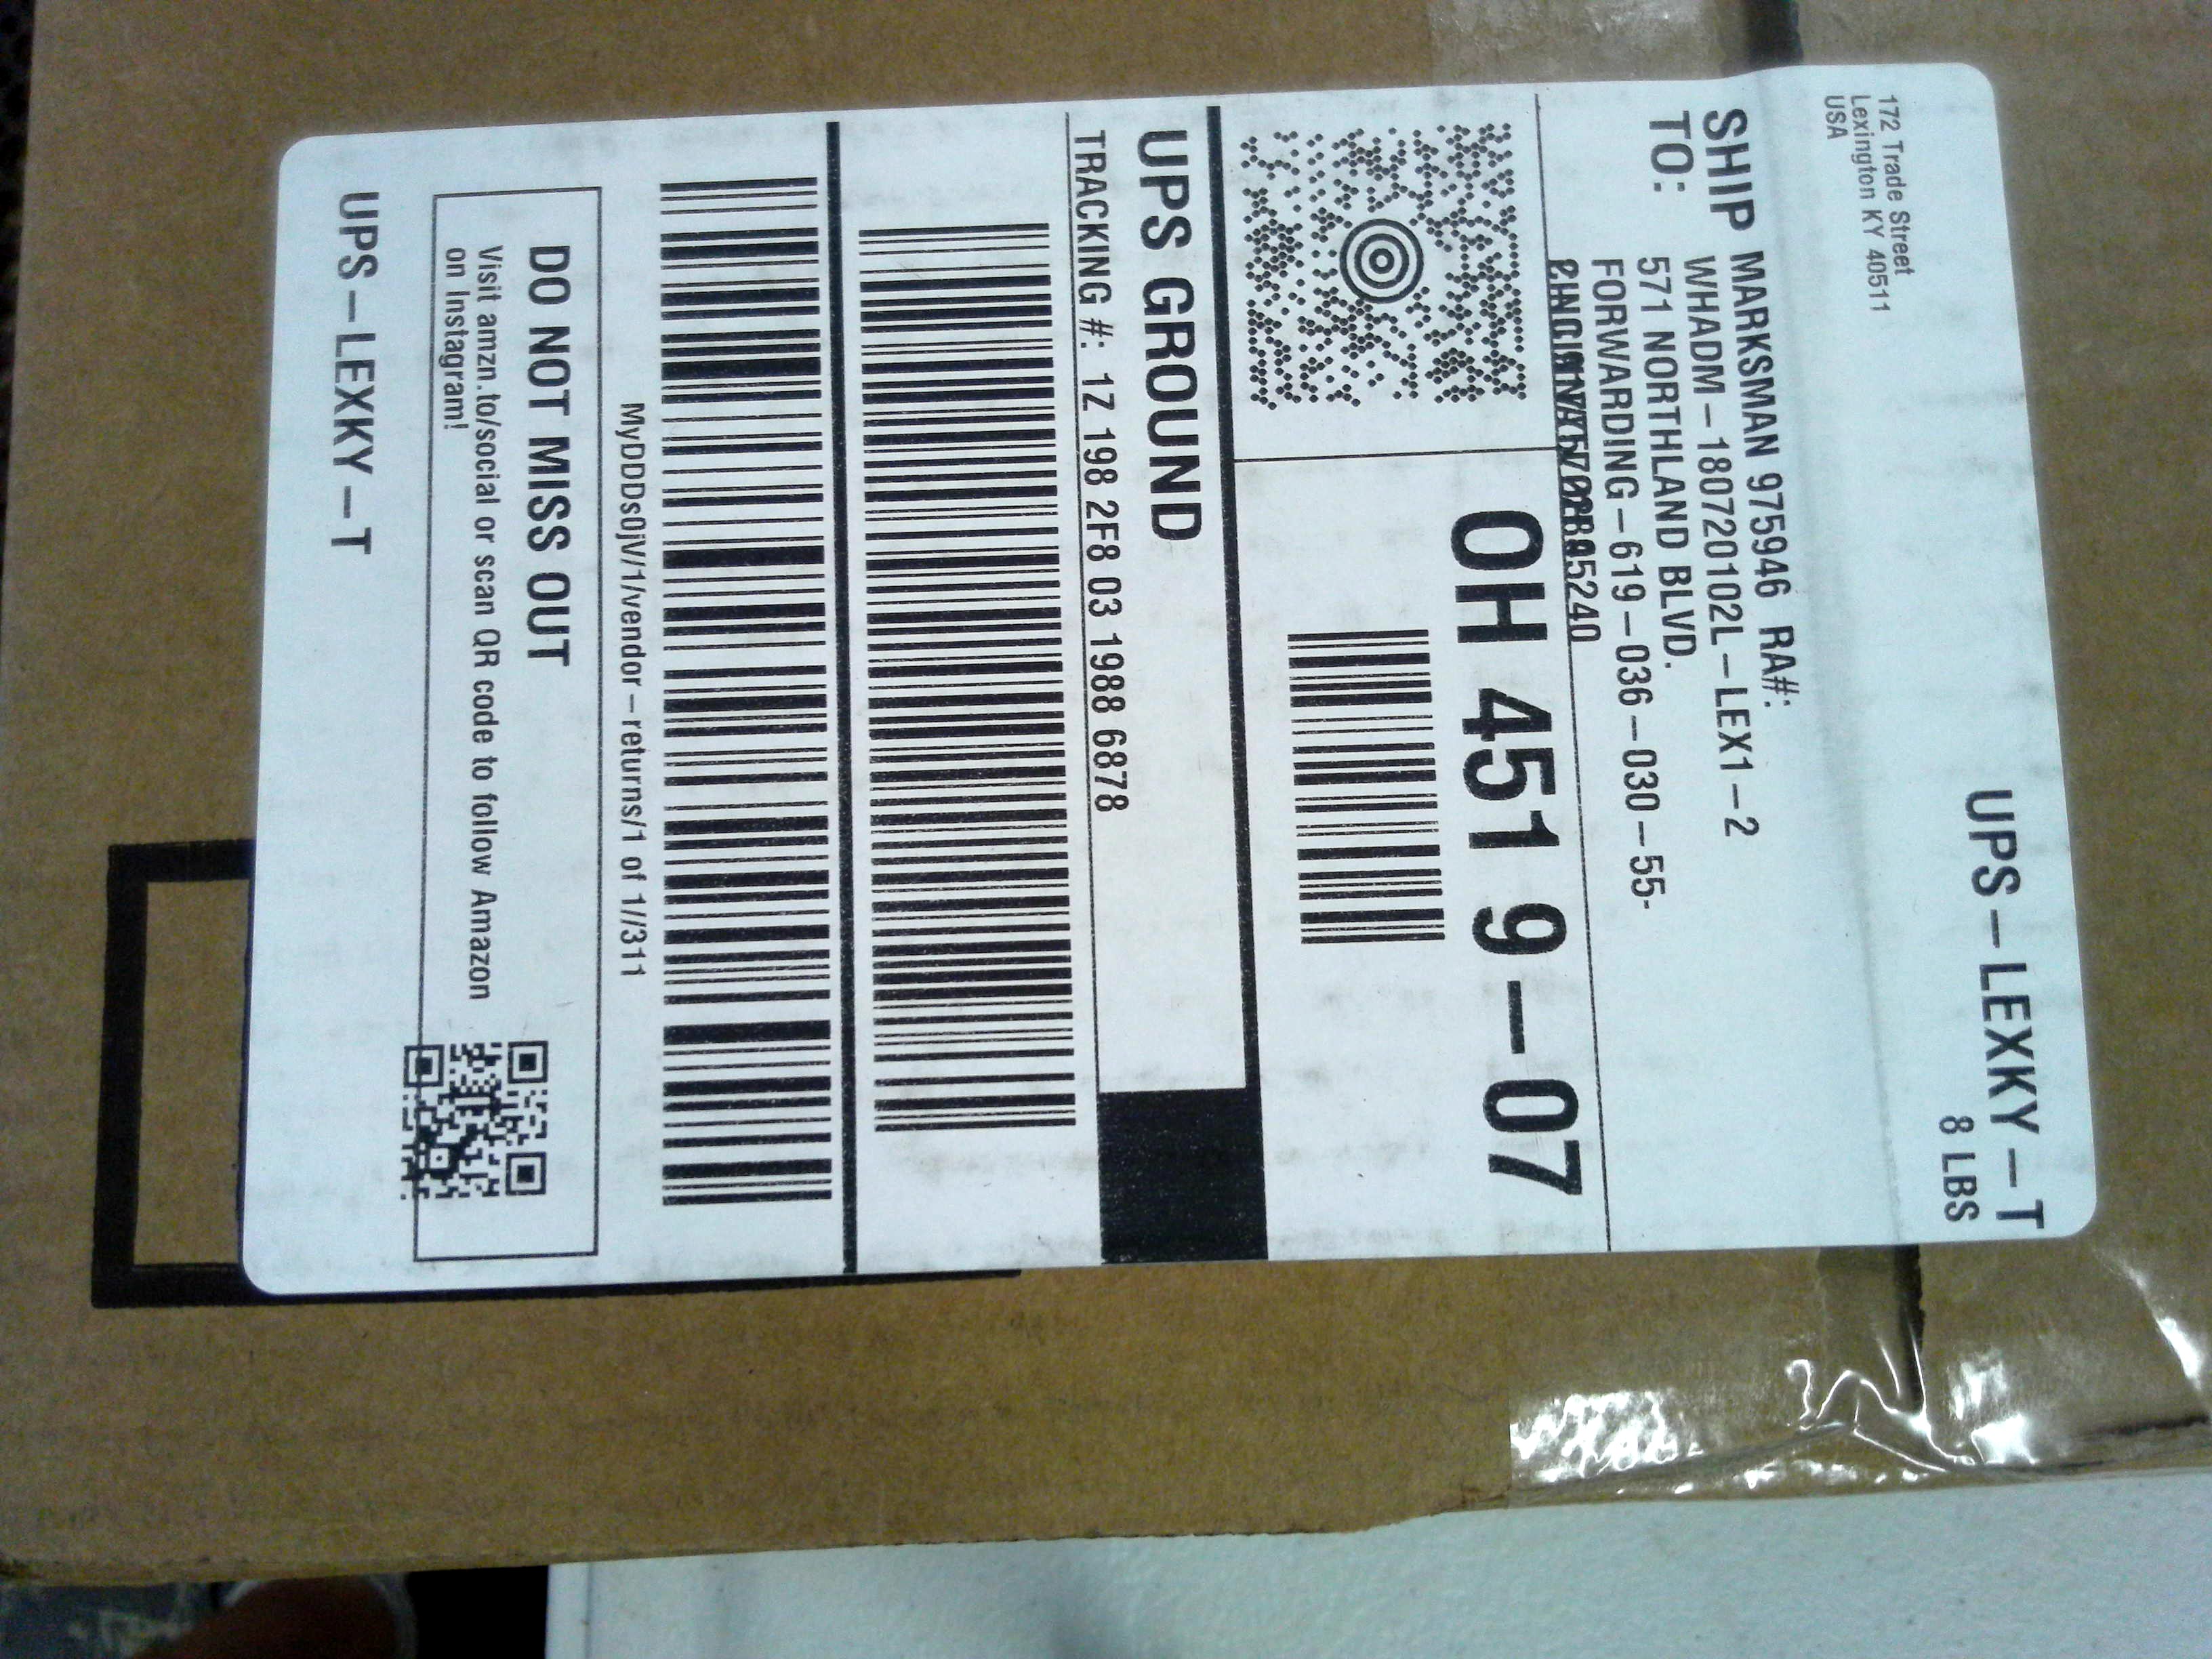 UPS-LEXKY-T
8 LBS
172 Trade Street
Lexington KY 40511
USA
SHIP TO:
MARKSMAN 975946 RA#:
WHADM-180720102L-LEX1-2
571 NORTHLAND BLVD.
FORWARDING-619-036-030-55-
OH 451 9-07
UPS GROUND
TRACKING #: 1Z 198 2F8 03 1988 6878
MyDDDs0jV/1/vendor-returns/1 of 1//311
DO NOT MISS OUT
Visit amzn.to/social or scan QR code to follow Amazon
on Instagram!
UPS-LEXKY-T